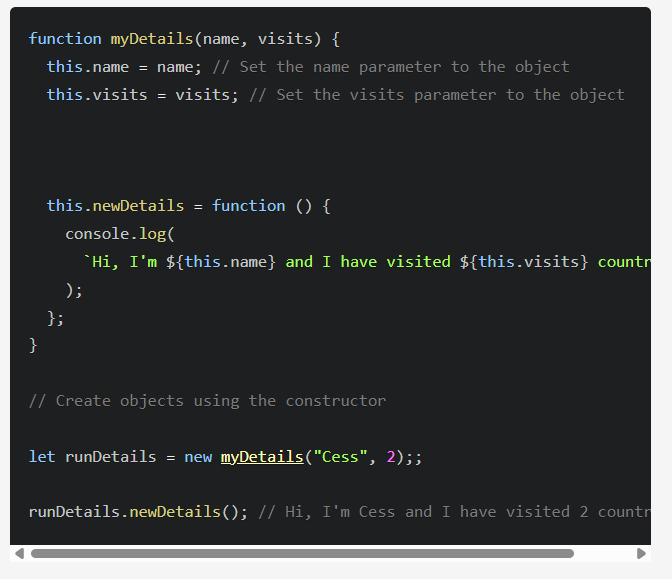 function myDetails(name, visits) {
this.name = name; // Set the name parameter to the object
this.visits = visits; // Set the visits parameter to the object
this.newDetails = function () {
console.log(
`Hi, I'm ${this.name} and I have visited ${this.visits} countr
);
};
}
// Create objects using the constructor
let runDetails = new myDetails("Cess", 2);;
runDetails.newDetails(); // Hi, I'm Cess and I have visited 2 countr